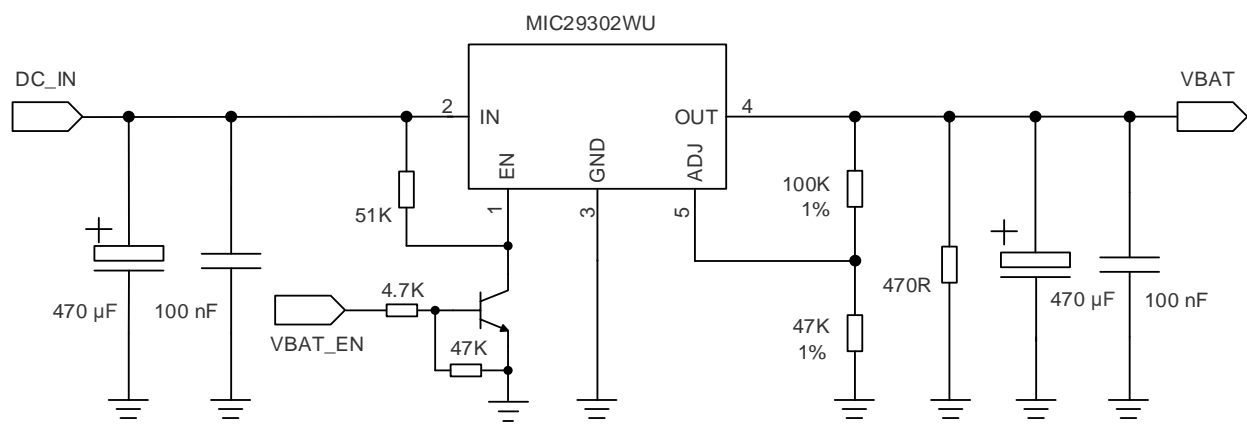 MIC29302WU
DC_IN
VBAT
2
IN
OUT
4
EN
GND
ADJ
1
3
5
51K
100K
1%
+
+
470 µF
100 nF
4.7K
VBAT_EN
47K
47K
1%
470R
470 µF
100 nF